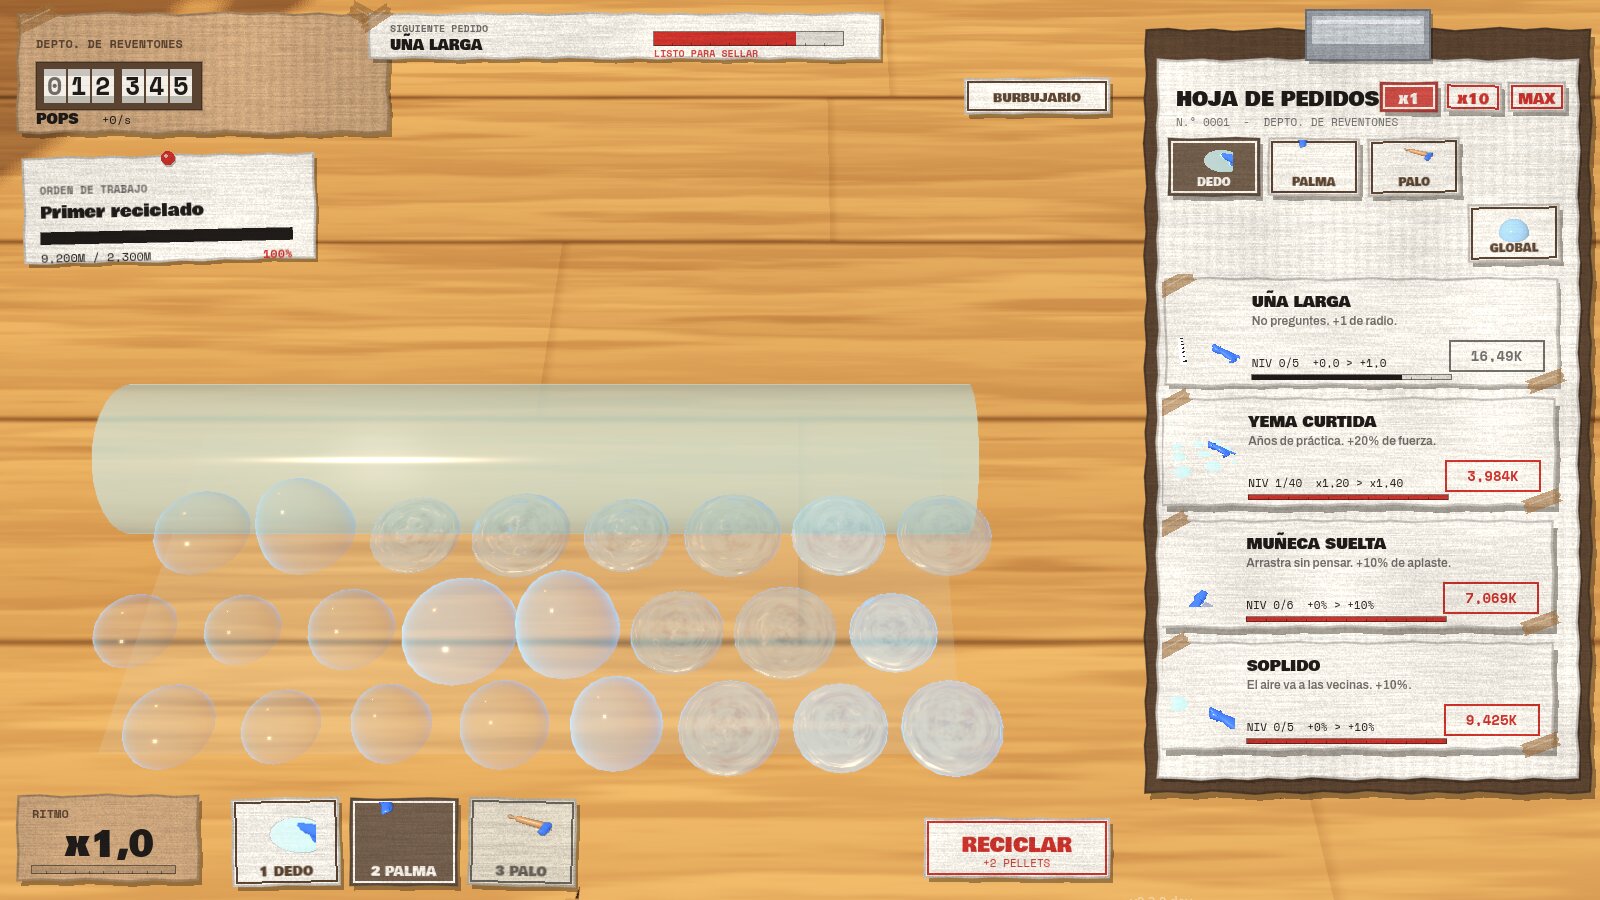 DEPTO. DE REVENTONES
012 345
POPS +0/s
SIGUIENTE PEDIDO
UÑA LARGA
LISTO PARA SELLAR
BURBUJARIO
ORDEN DE TRABAJO
Primer reciclado
9,200M / 2,300M 100%
HOJA DE PEDIDOS x1 x10 MAX
N.° 0001 - DEPTO. DE REVENTONES
DEDO PALMA PALO
GLOBAL
UÑA LARGA
No preguntes. +1 de radio.
NIV 0/5 +0,0 > +1,0 16,49K
YEMA CURTIDA
Años de práctica. +20% de fuerza.
NIV 1/40 x1,20 > x1,40 3,984K
MUÑECA SUELTA
Arrastra sin pensar. +10% de aplaste.
NIV 0/6 +0% > +10% 7,069K
SOPLIDO
El aire va a las vecinas. +10%.
NIV 0/5 +0% > +10% 9,425K
RITMO
x1,0
1 DEDO 2 PALMA 3 PALO
RECICLAR
+2 PELLETS